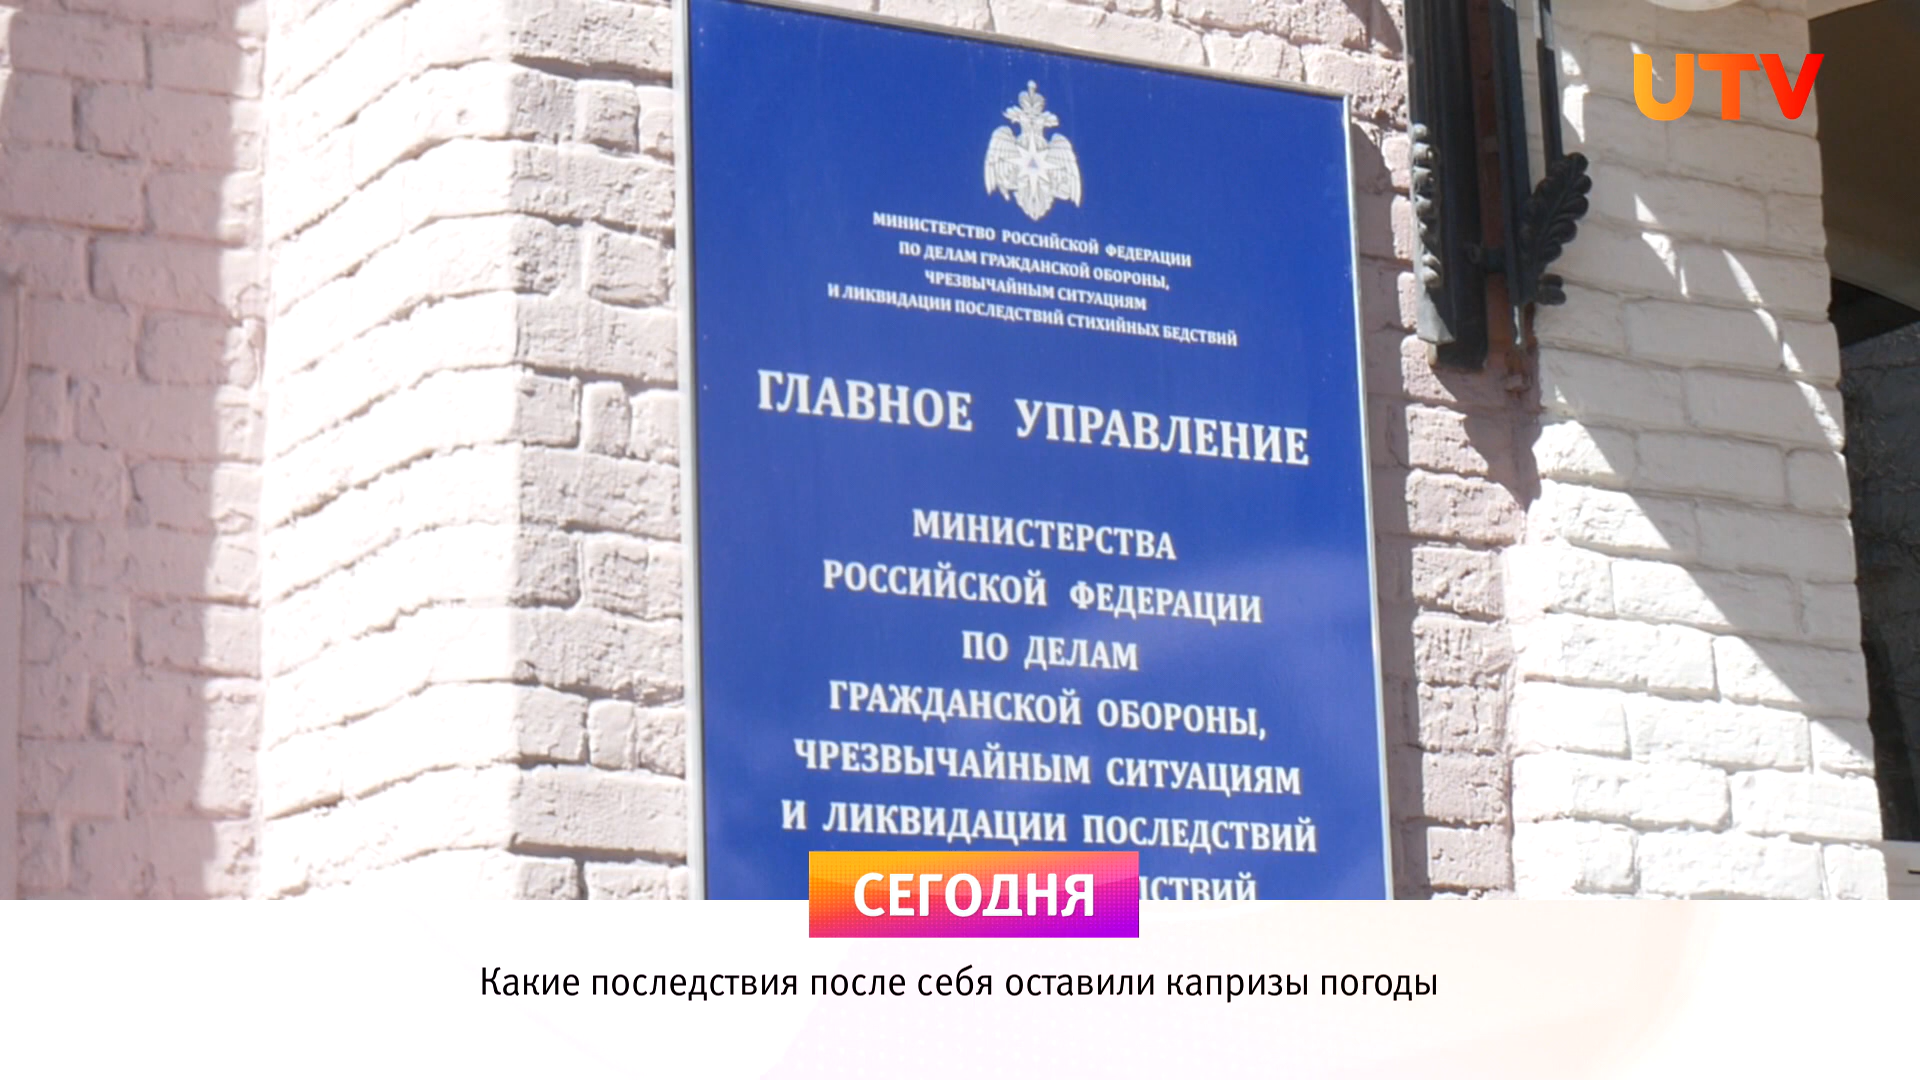 UTV
МИНИСТЕРСТВО РОССИЙСКОЙ ФЕДЕРАЦИИ
ПО ДЕЛАМ ГРАЖДАНСКОЙ ОБОРОНЫ,
ЧРЕЗВЫЧАЙНЫМ СИТУАЦИЯМ
И ЛИКВИДАЦИИ ПОСЛЕДСТВИЙ СТИХИЙНЫХ БЕДСТВИЙ
ГЛАВНОЕ УПРАВЛЕНИЕ
МИНИСТЕРСТВА
РОССИЙСКОЙ ФЕДЕРАЦИИ
ПО ДЕЛАМ
ГРАЖДАНСКОЙ ОБОРОНЫ,
ЧРЕЗВЫЧАЙНЫМ СИТУАЦИЯМ
И ЛИКВИДАЦИИ ПОСЛЕДСТВИЙ
СЕГОДНЯ
Какие последствия после себя оставили капризы погоды